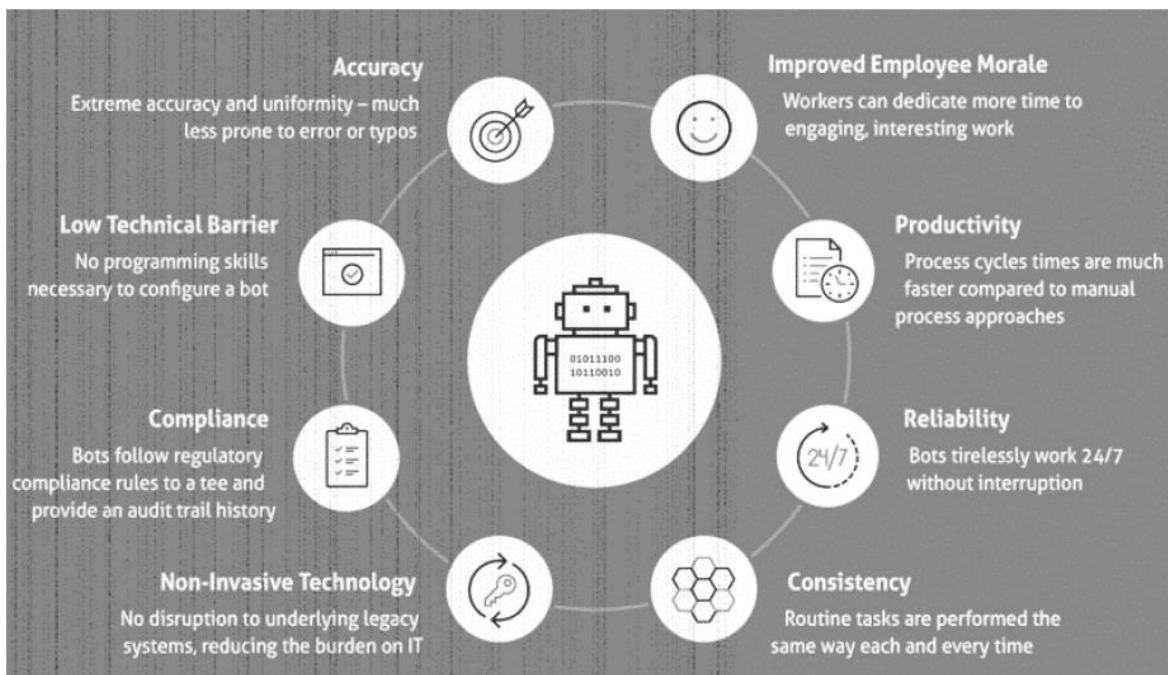 Accuracy
Extreme accuracy and uniformity – much
less prone to error or typos
Improved Employee Morale
Workers can dedicate more time to
engaging, interesting work
Low Technical Barrier
No programming skills
necessary to configure a bot
Productivity
Process cycles times are much
faster compared to manual
process approaches
01011100
10110010
Compliance
Bots follow regulatory
compliance rules to a tee and
provide an audit trail history
Reliability
24/7
Bots tirelessly work 24/7
without interruption
Non-Invasive Technology
No disruption to underlying legacy
systems, reducing the burden on IT
Consistency
Routine tasks are performed the
same way each and every time